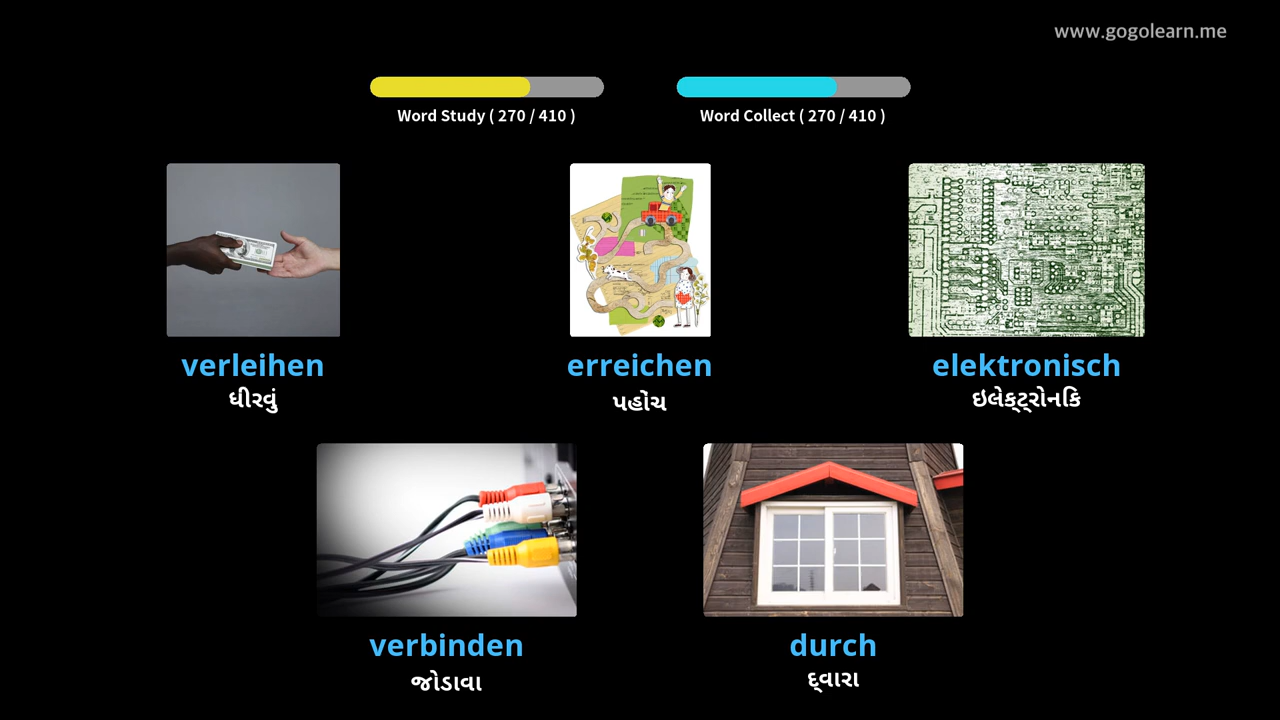 www.gogolearn.me
Word Study ( 270 / 410 )
Word Collect ( 270 / 410 )
verleihen
ધીરવું
erreichen
પહોંચ
elektronisch
ઇલેક્ટ્રોનિક
verbinden
જોડાવા
durch
દ્વારા